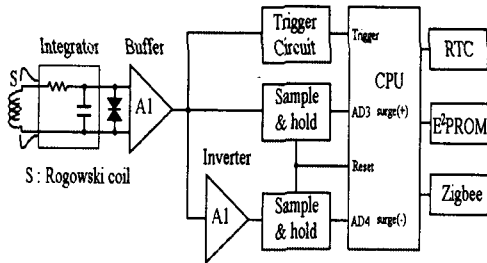 Integrator
Buffer
Trigger
Circuit
Trigger
CPU
RTC
S
A1
Sample
& hold
AD3 surge(+)
E²PROM
Inverter
Reset
S : Rogowski coil
A1
Sample
& hold
AD4 surge(-)
Zigbee